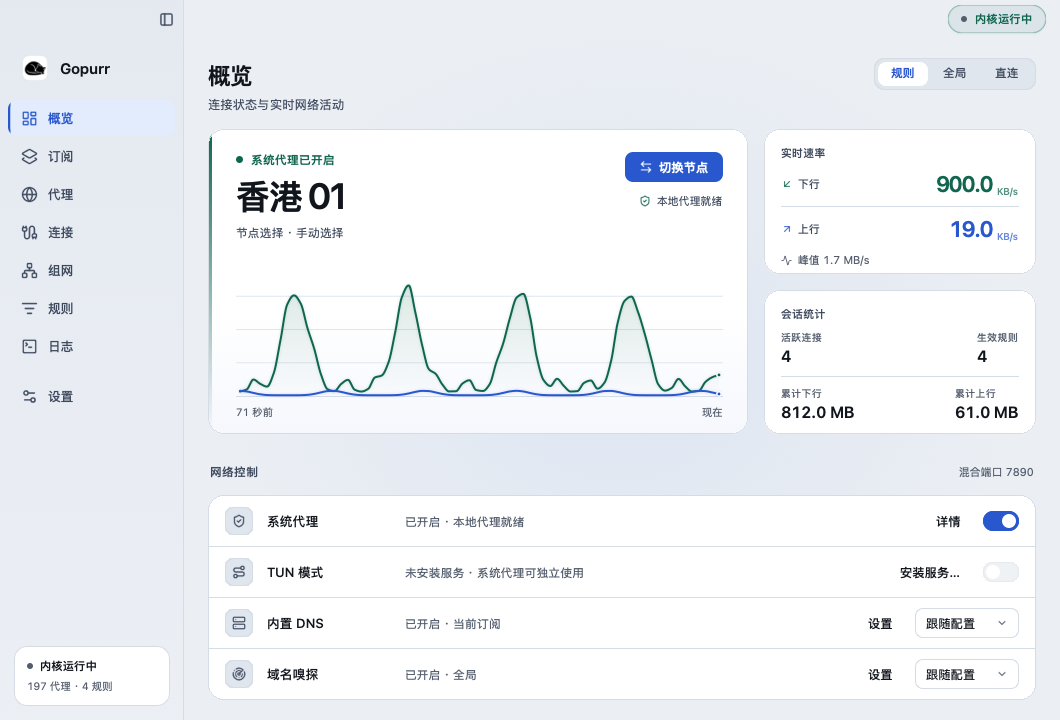 内核运行中
Gopurr
概览
订阅
代理
连接
组网
规则
日志
设置
内核运行中
197 代理 · 4 规则
概览
连接状态与实时网络活动
规则 全局 直连
系统代理已开启
香港 01
节点选择 · 手动选择
切换节点
本地代理就绪
71 秒前 现在
实时速率
下行 900.0 KB/s
上行 19.0 KB/s
峰值 1.7 MB/s
会话统计
活跃连接 生效规则
4 4
累计下行 累计上行
812.0 MB 61.0 MB
网络控制 混合端口 7890
系统代理 已开启 · 本地代理就绪 详情
TUN 模式 未安装服务 · 系统代理可独立使用 安装服务...
内置 DNS 已开启 · 当前订阅 设置 跟随配置
域名嗅探 已开启 · 全局 设置 跟随配置